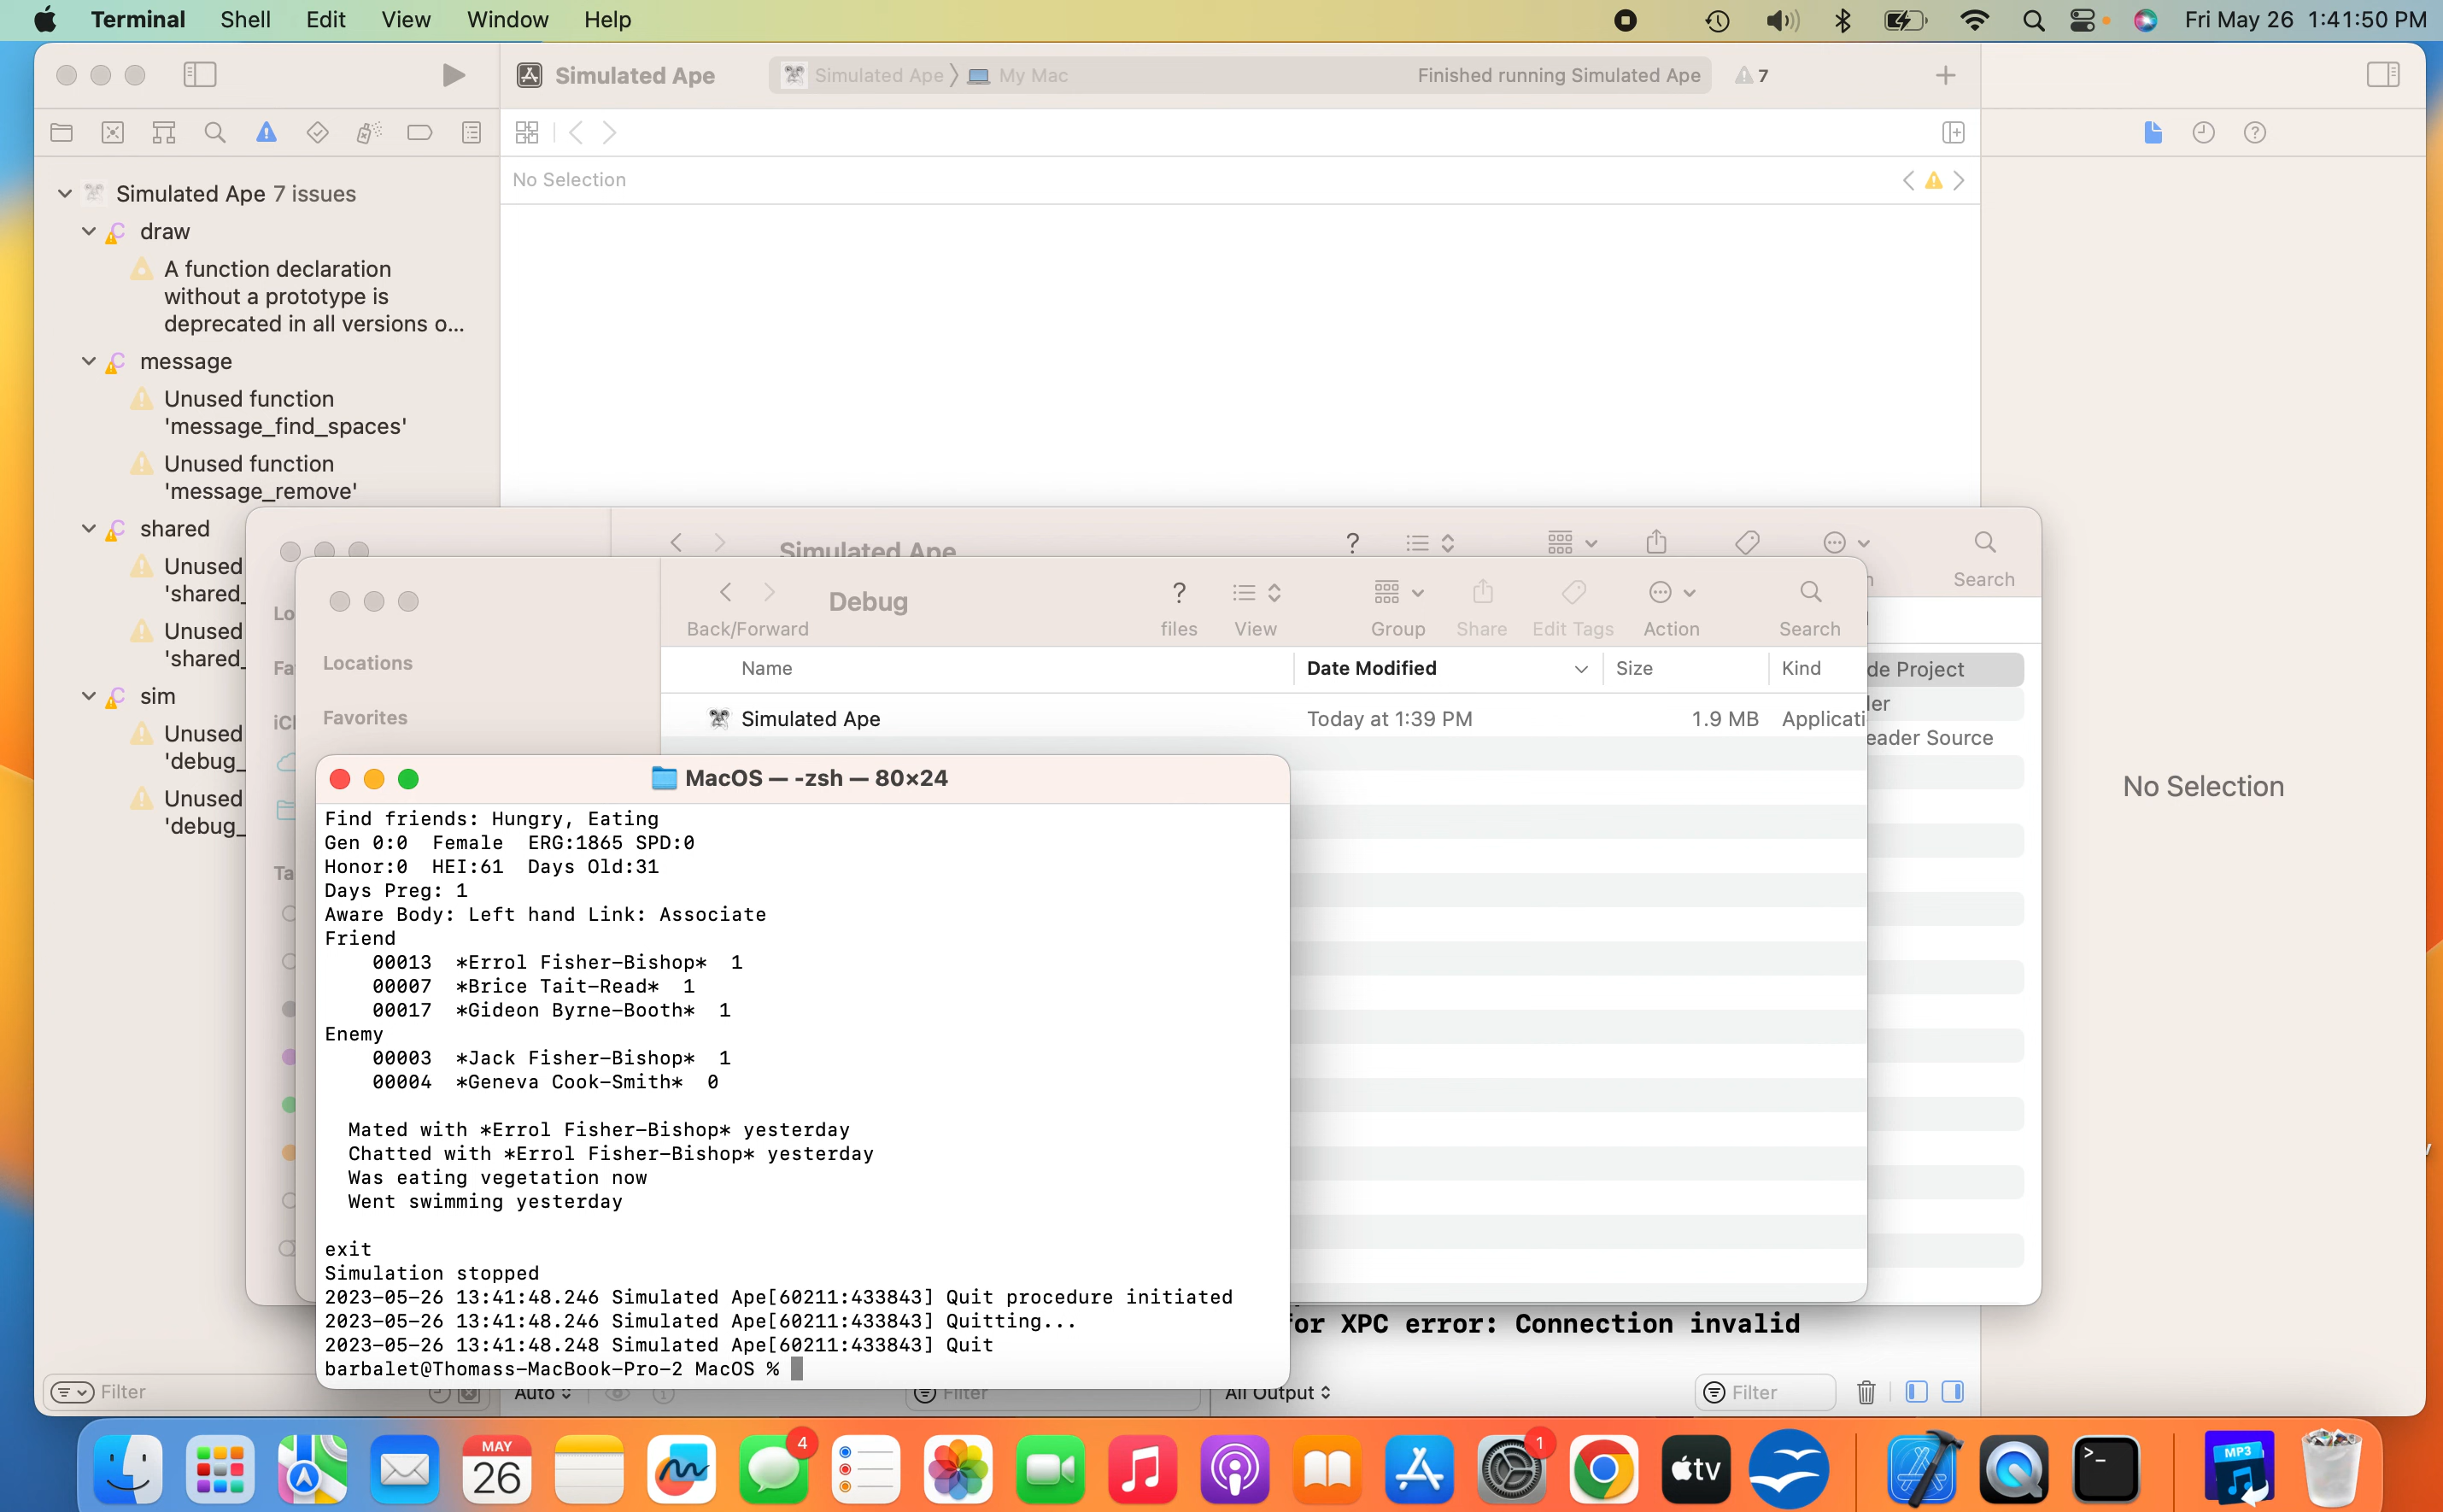 Terminal Shell Edit View Window Help Fri May 26 1:41:50 PM
Simulated Ape Simulated Ape My Mac Finished running Simulated Ape 7
No Selection
Simulated Ape 7 issues
draw
A function declaration
without a prototype is
deprecated in all versions o...
message
Unused function
'message_find_spaces'
Unused function
'message_remove'
shared
Unused
'shared_
Unused
'shared_
sim
Unused
'debug_
Unused
'debug_
Filter
Simulated Ape
Search
Lo
Fa
iCl
Ta
de Project
ler
eader Source
Debug
Back/Forward files View Group Share Edit Tags Action Search
Locations
Favorites
Name Date Modified Size Kind
Simulated Ape Today at 1:39 PM 1.9 MB Applicati
MacOS — -zsh — 80×24
Find friends: Hungry, Eating
Gen 0:0 Female ERG:1865 SPD:0
Honor:0 HEI:61 Days Old:31
Days Preg: 1
Aware Body: Left hand Link: Associate
Friend
00013 *Errol Fisher-Bishop* 1
00007 *Brice Tait-Read* 1
00017 *Gideon Byrne-Booth* 1
Enemy
00003 *Jack Fisher-Bishop* 1
00004 *Geneva Cook-Smith* 0
Mated with *Errol Fisher-Bishop* yesterday
Chatted with *Errol Fisher-Bishop* yesterday
Was eating vegetation now
Went swimming yesterday
exit
Simulation stopped
2023-05-26 13:41:48.246 Simulated Ape[60211:433843] Quit procedure initiated
2023-05-26 13:41:48.246 Simulated Ape[60211:433843] Quitting...
2023-05-26 13:41:48.248 Simulated Ape[60211:433843] Quit
barbalet@Thomass-MacBook-Pro-2 MacOS %
No Selection
for XPC error: Connection invalid
Auto Filter All Output Filter
MAY
26
4
1
tv
MP3